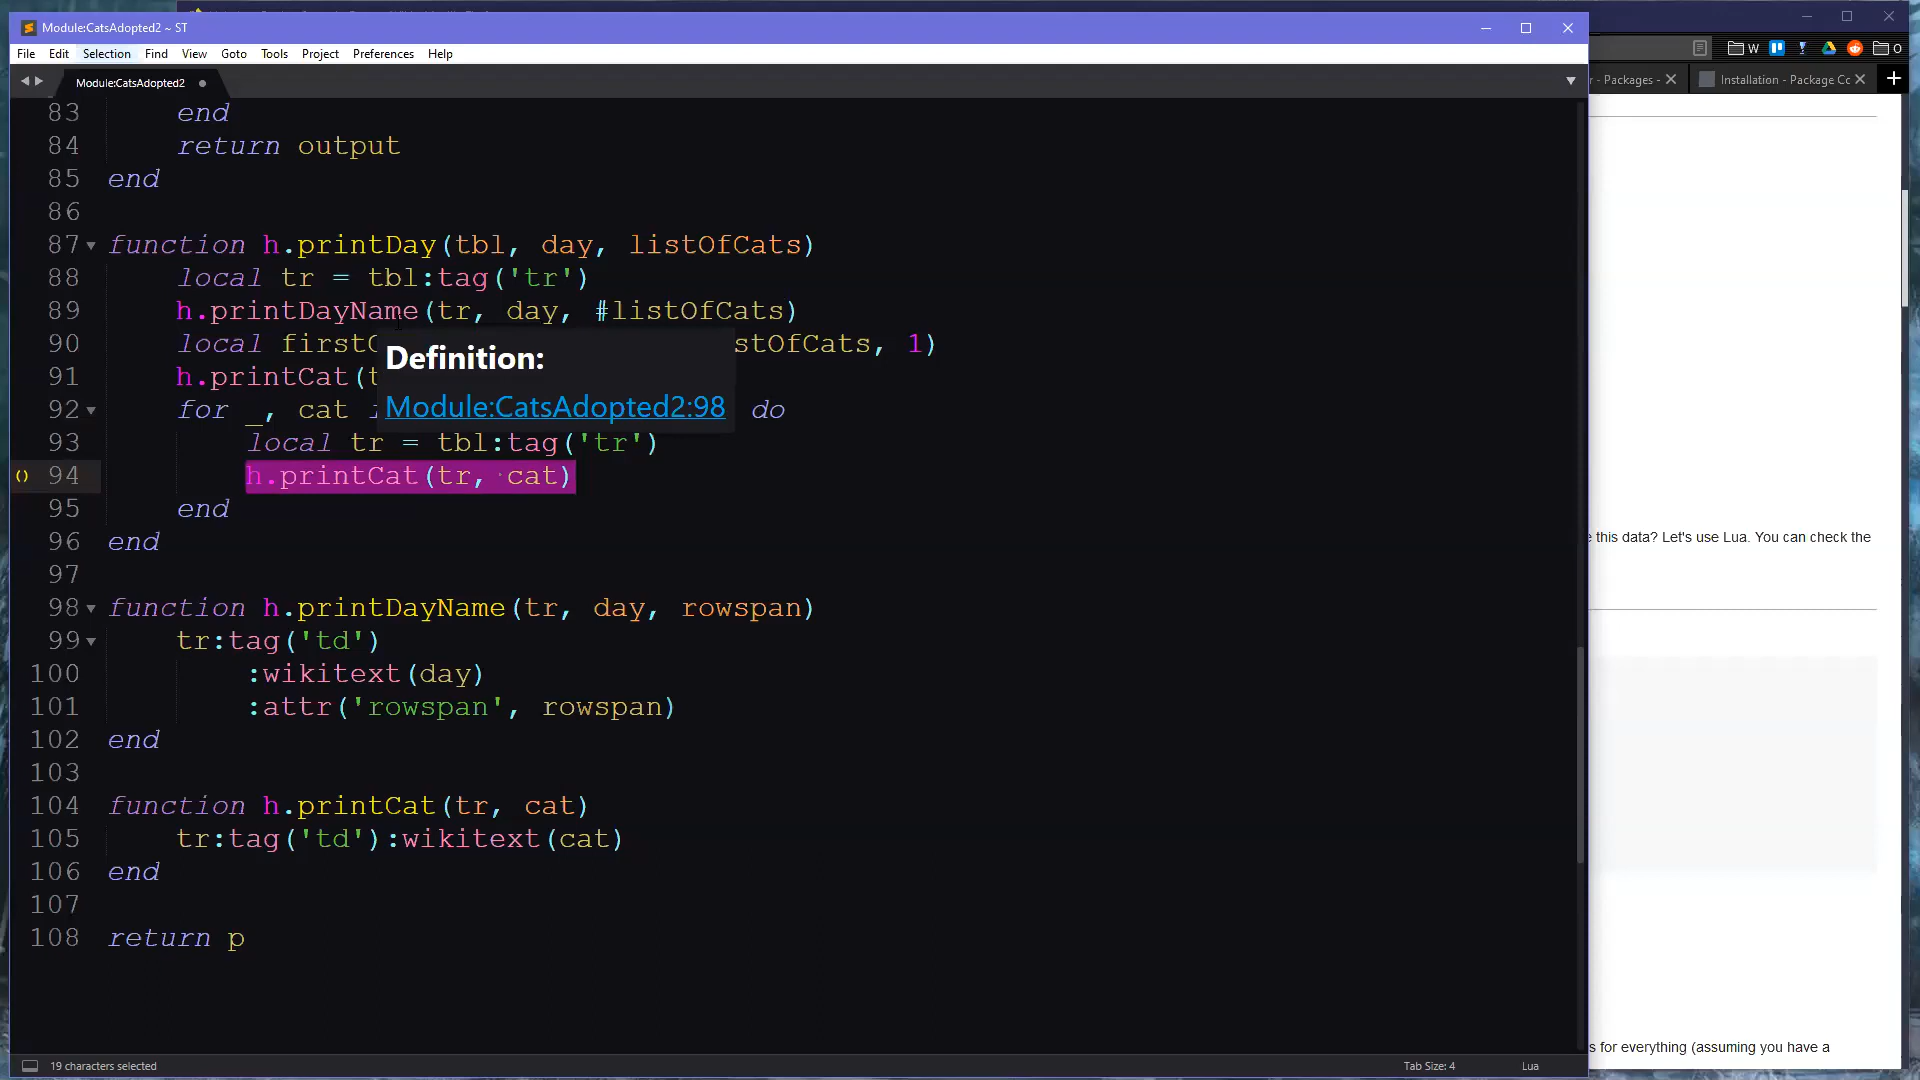 Module:CatsAdopted2 ~ ST
File Edit Selection Find View Goto Tools Project Preferences Help
W
O
Module:CatsAdopted2
r - Packages -
Installation - Package Cc
83 end
84 return output
85 end
86
87 function h.printDay(tbl, day, listOfCats)
88 local tr = tbl:tag('tr')
89 h.printDayName(tr, day, #listOfCats)
90 local firstC stOfCats, 1)
91 h.printCat(t
Definition:
Module:CatsAdopted2:98
92 for _, cat i do
93 local tr = tbl:tag('tr')
94 h.printCat(tr, cat)
95 end
96 end
97
98 function h.printDayName(tr, day, rowspan)
99 tr:tag('td')
100 :wikitext(day)
101 :attr('rowspan', rowspan)
102 end
103
104 function h.printCat(tr, cat)
105 tr:tag('td'):wikitext(cat)
106 end
107
108 return p
e this data? Let's use Lua. You can check the
s for everything (assuming you have a
19 characters selected
Tab Size: 4
Lua